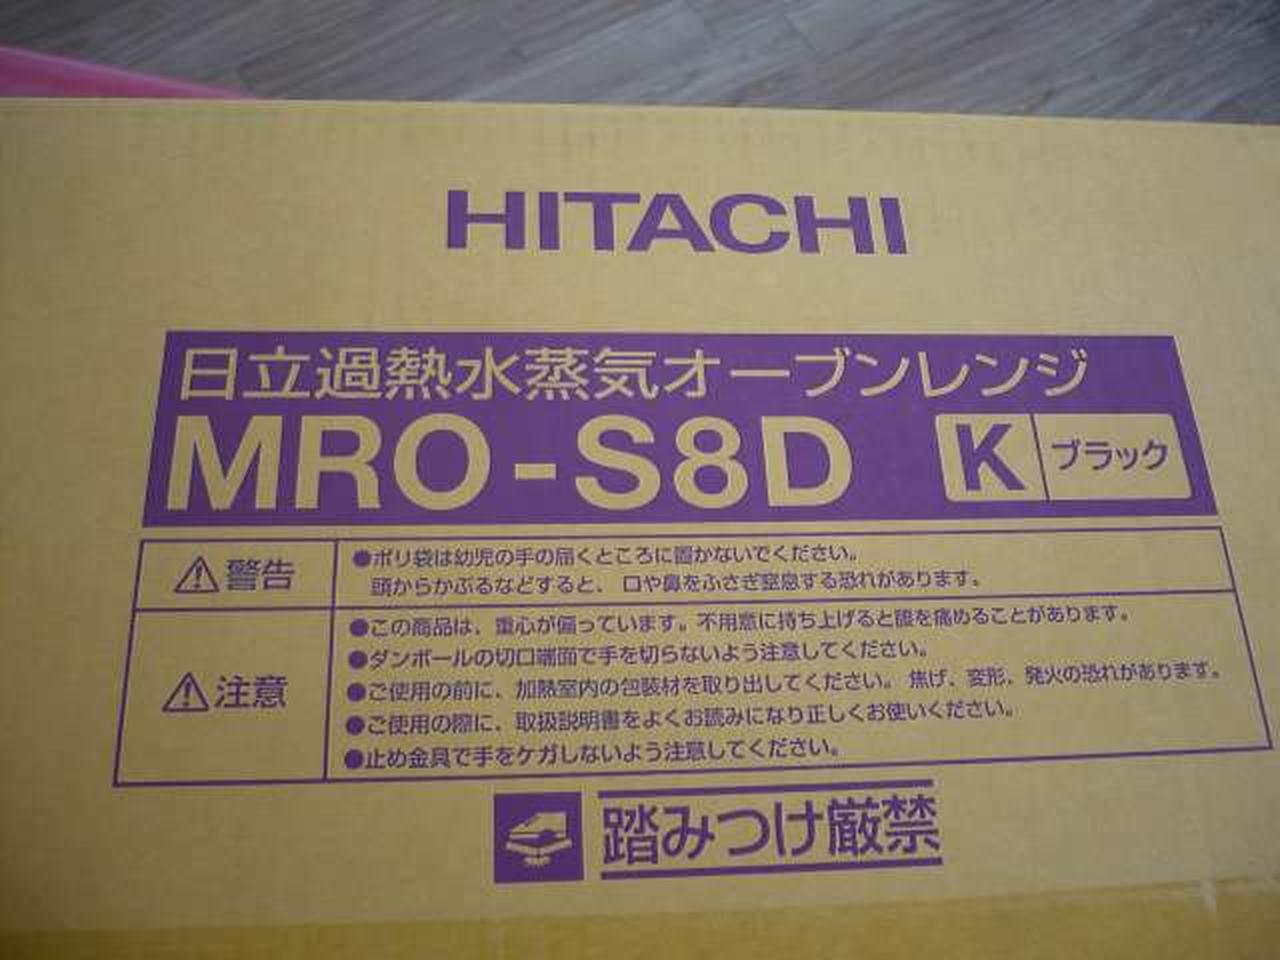 HITACHI
日立過熱水蒸気オーブンレンジ
MRO-S8D K ブラック
警告
●ポリ袋は幼児の手の届くところに置かないでください。
頭からかぶるなどすると、口や鼻をふさぎ窒息する恐れがあります。
注意
●この商品は、重心が偏っています。不用意に持ち上げると腰を痛めることがあります。
●ダンボールの切口端面で手を切らないよう注意してください。
●ご使用の前に、加熱室内の包装材を取り出してください。焦げ、変形、発火の恐れがあります。
●ご使用の際に、取扱説明書をよくお読みになり正しくお使いください。
●止め金具で手をケガしないよう注意してください。
踏みつけ厳禁